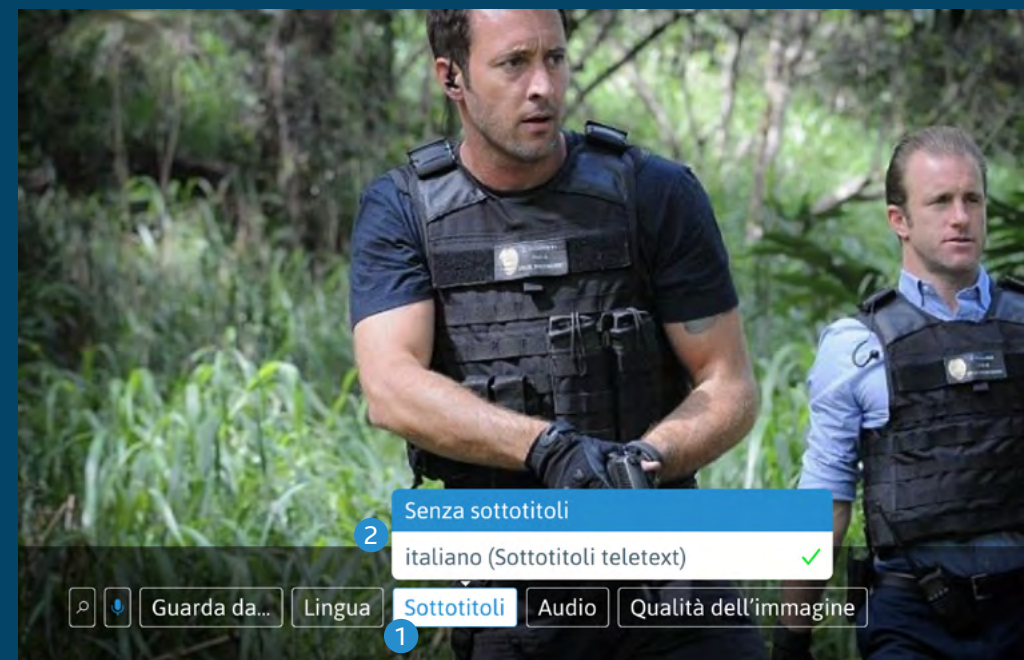 Senza sottotitoli
2
italiano (Sottotitoli teletext)
Guarda da... Lingua Sottotitoli Audio Qualità dell'immagine
1